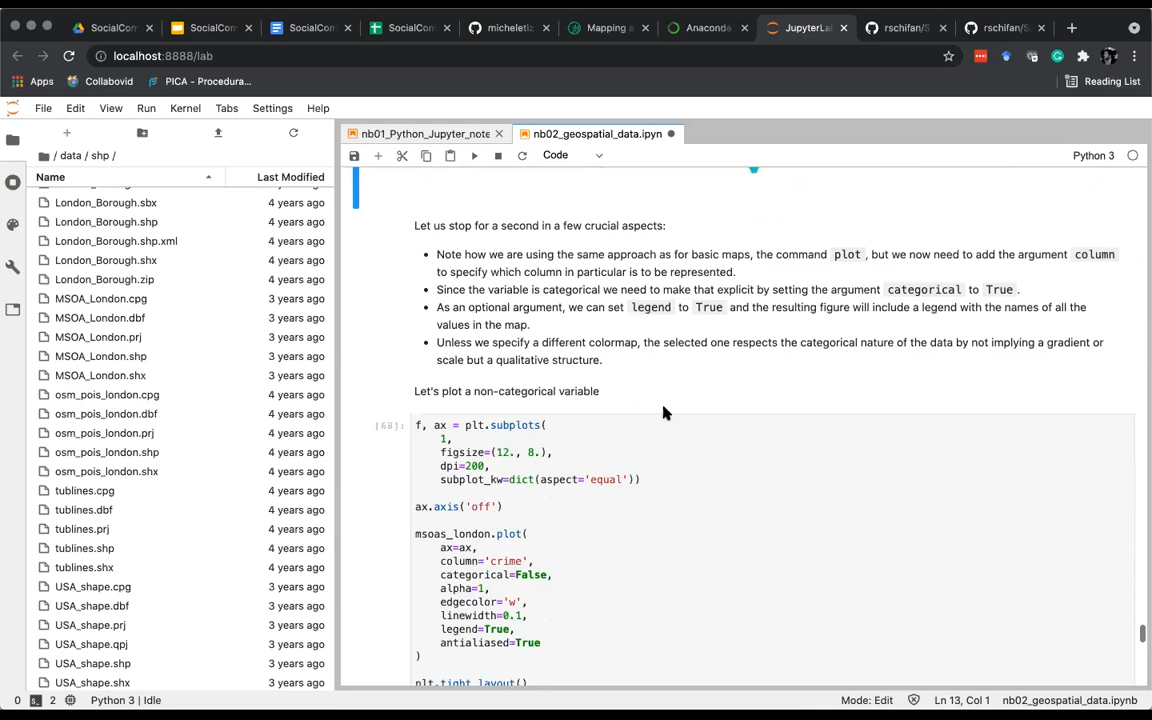 SocialCom
SocialCom
SocialCom
SocialCom
micheletiz
Mapping a
Anaconda
JupyterLa
rschifan/S
rschifan/S
localhost:8888/lab
Apps
Collabovid
PICA - Procedura...
Reading List
File Edit View Run Kernel Tabs Settings Help
nb01_Python_Jupyter_note
nb02_geospatial_data.ipyn
/ data / shp /
Code
Python 3
Name Last Modified
London_Borough.sbx 4 years ago
London_Borough.shp 4 years ago
London_Borough.shp.xml 4 years ago
London_Borough.shx 4 years ago
London_Borough.zip 4 years ago
MSOA_London.cpg 3 years ago
MSOA_London.dbf 3 years ago
MSOA_London.prj 3 years ago
MSOA_London.shp 3 years ago
MSOA_London.shx 3 years ago
osm_pois_london.cpg 4 years ago
osm_pois_london.dbf 4 years ago
osm_pois_london.prj 4 years ago
osm_pois_london.shp 4 years ago
osm_pois_london.shx 4 years ago
tublines.cpg 4 years ago
tublines.dbf 4 years ago
tublines.prj 4 years ago
tublines.shp 4 years ago
tublines.shx 4 years ago
USA_shape.cpg 3 years ago
USA_shape.dbf 3 years ago
USA_shape.prj 3 years ago
USA_shape.qpj 3 years ago
USA_shape.shp 3 years ago
USA_shape.shx 3 years ago
Let us stop for a second in a few crucial aspects:
• Note how we are using the same approach as for basic maps, the command plot , but we now need to add the argument column
to specify which column in particular is to be represented.
• Since the variable is categorical we need to make that explicit by setting the argument categorical to True .
• As an optional argument, we can set legend to True and the resulting figure will include a legend with the names of all the
values in the map.
• Unless we specify a different colormap, the selected one respects the categorical nature of the data by not implying a gradient or
scale but a qualitative structure.
Let's plot a non-categorical variable
[68]: f, ax = plt.subplots(
1,
figsize=(12., 8.),
dpi=200,
subplot_kw=dict(aspect='equal'))
ax.axis('off')
msoas_london.plot(
ax=ax,
column='crime',
categorical=False,
alpha=1,
edgecolor='w',
linewidth=0.1,
legend=True,
antialiased=True
)
plt.tight_layout()
0 2 Python 3 | Idle
Mode: Edit
Ln 13, Col 1
nb02_geospatial_data.ipynb